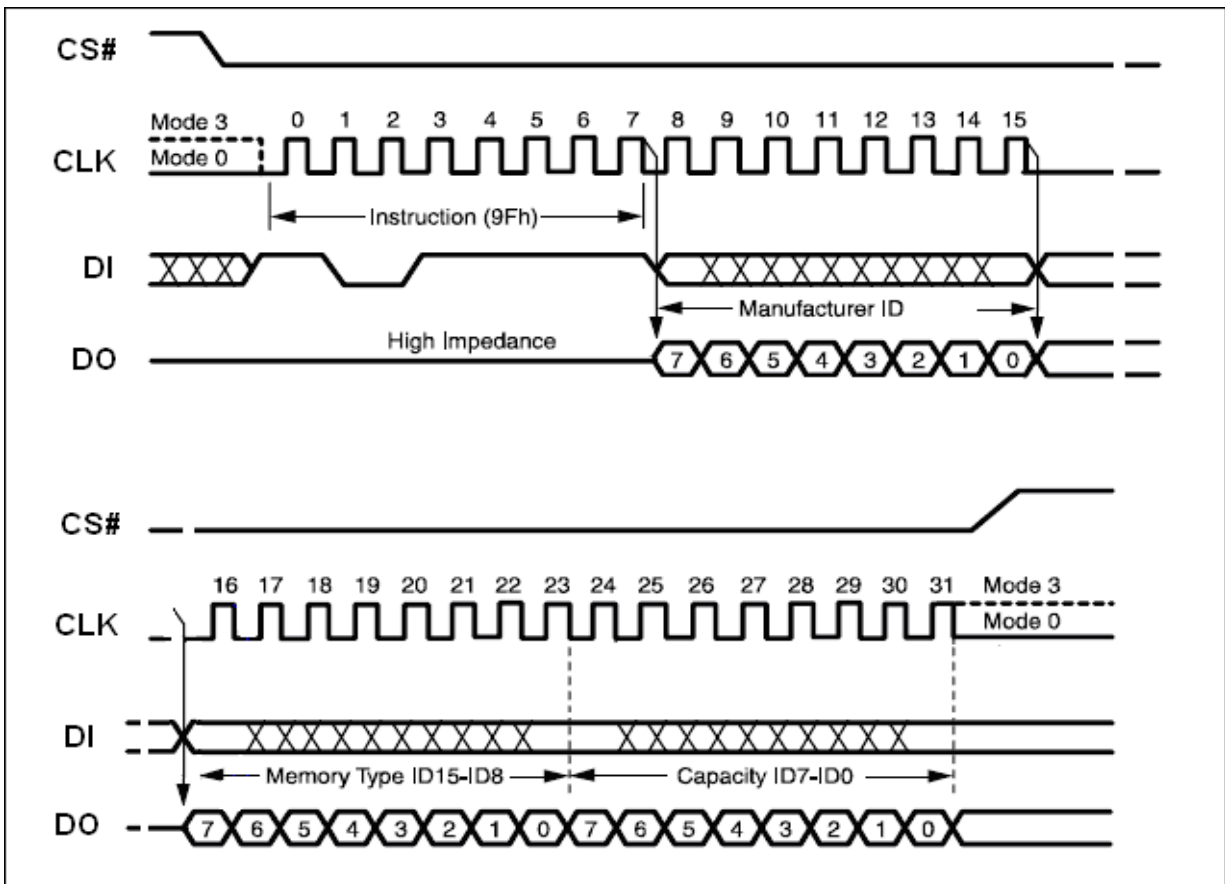 CS#
Mode 3
0 1 2 3 4 5 6 7 8 9 10 11 12 13 14 15
CLK
Mode 0
Instruction (9Fh)
DI
Manufacturer ID
High Impedance
DO
7 6 5 4 3 2 1 0
CS#
16 17 18 19 20 21 22 23 24 25 26 27 28 29 30 31
Mode 3
CLK
Mode 0
DI
Memory Type ID15-ID8
Capacity ID7-ID0
DO
7 6 5 4 3 2 1 0 7 6 5 4 3 2 1 0